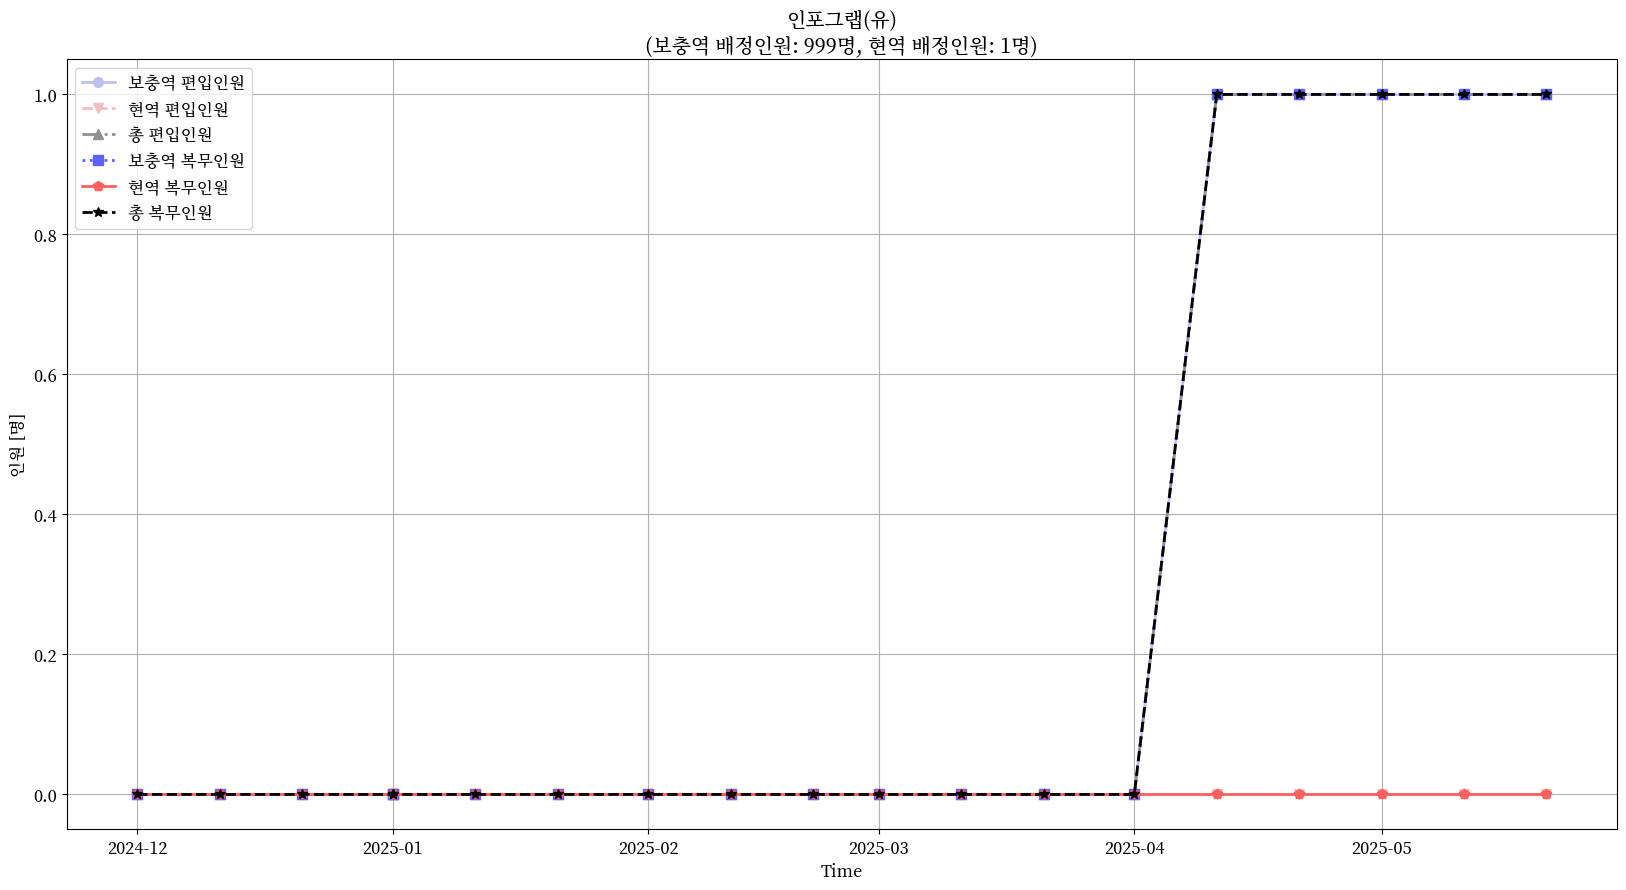 인포그랩(유)
(보충역 배정인원: 999명, 현역 배정인원: 1명)
보충역 편입인원
현역 편입인원
총 편입인원
보충역 복무인원
현역 복무인원
총 복무인원
인원 [명]
1.0
0.8
0.6
0.4
0.2
0.0
2024-12
2025-01
2025-02
2025-03
2025-04
2025-05
Time